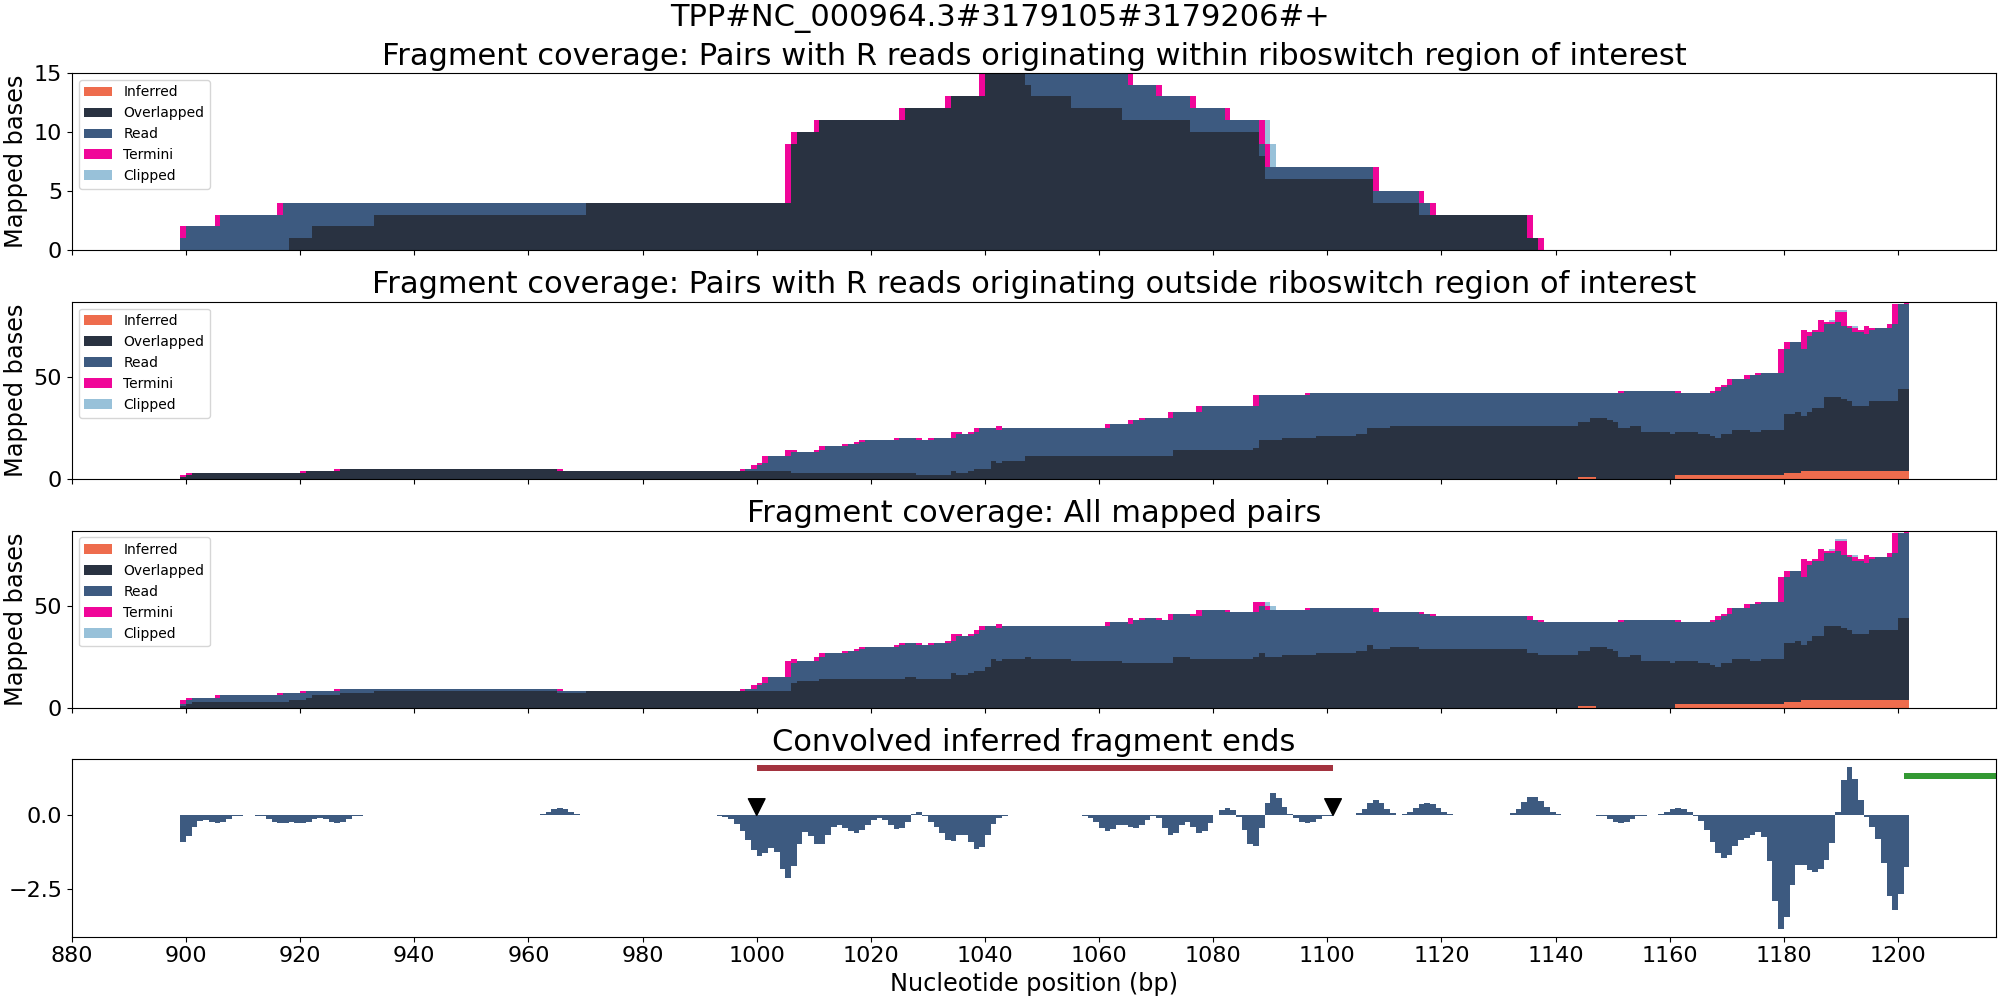 TPP#NC_000964.3#3179105#3179206#+
Fragment coverage: Pairs with R reads originating within riboswitch region of interest
Mapped bases
15
10
5
0
Inferred
Overlapped
Read
Termini
Clipped
Fragment coverage: Pairs with R reads originating outside riboswitch region of interest
Mapped bases
50
0
Inferred
Overlapped
Read
Termini
Clipped
Fragment coverage: All mapped pairs
Mapped bases
50
0
Inferred
Overlapped
Read
Termini
Clipped
Convolved inferred fragment ends
0.0
−2.5
880 900 920 940 960 980 1000 1020 1040 1060 1080 1100 1120 1140 1160 1180 1200
Nucleotide position (bp)